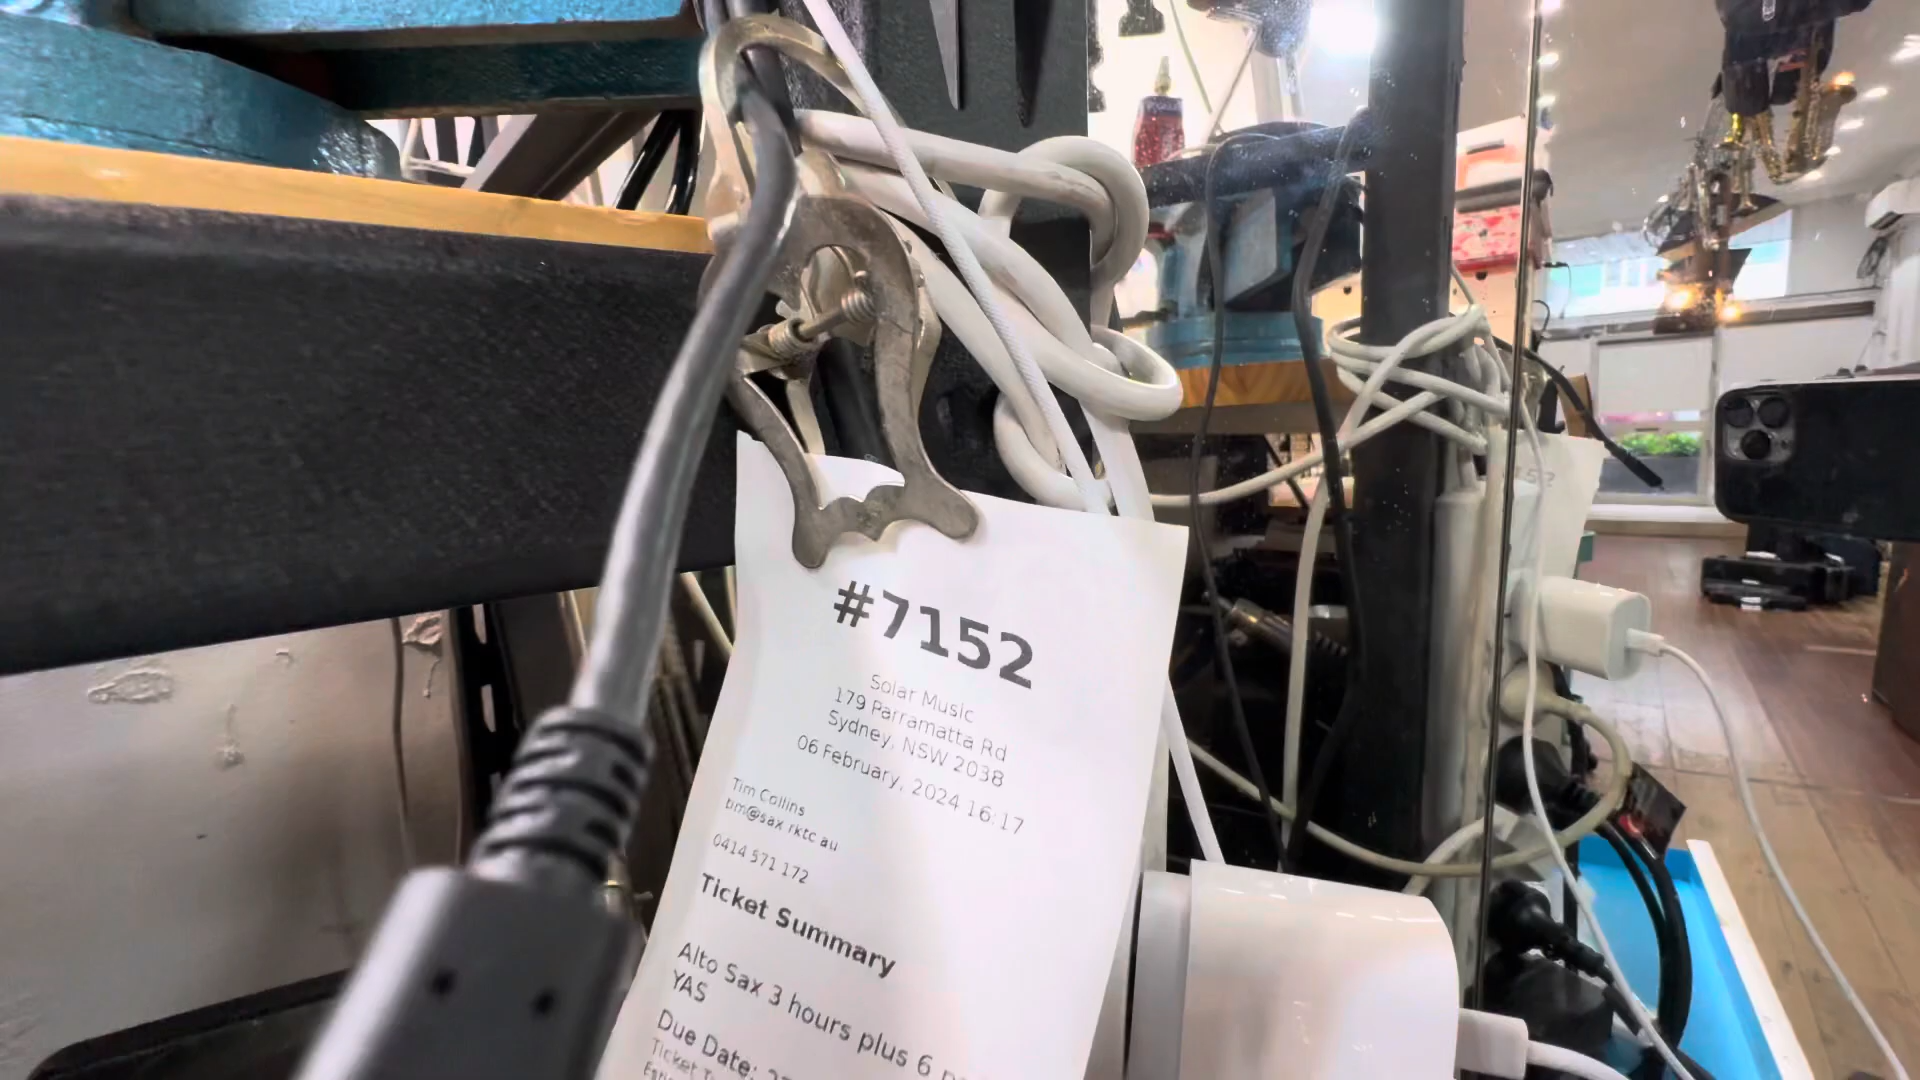 #7152
Solar Music
179 Parramatta Rd
Sydney, NSW 2038
06 February, 2024 16:17
Tim Collins
0414 571 172
Ticket Summary
Alto Sax 3 hours plus 6
YAS
Due Date:
Ticket